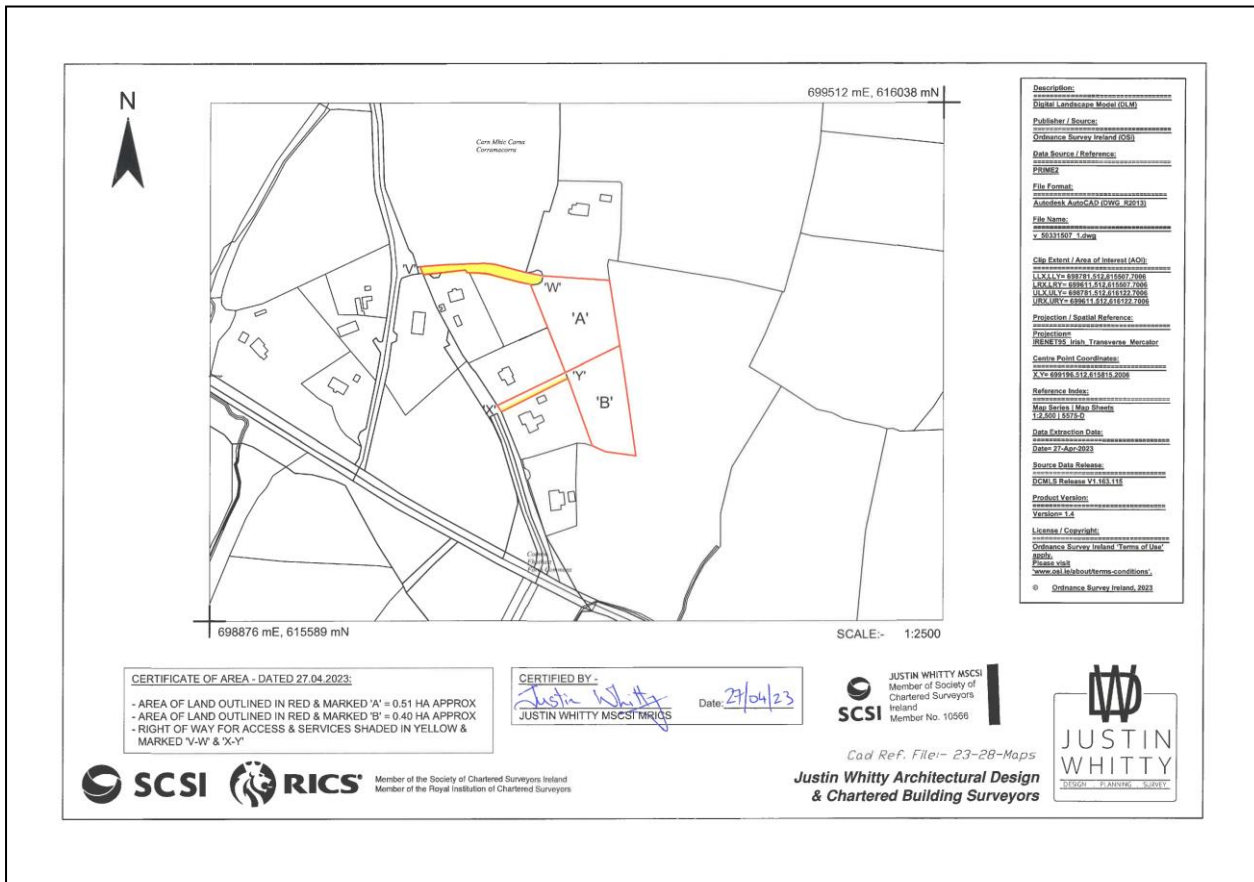 N
699512 mE, 616038 mN
Carn Mhic Carna
Corramacorra
'V'
'W'
'A'
'Y'
'X'
'B'
698876 mE, 615589 mN
SCALE:- 1:2500
Description:
Digital Landscape Model (DLM)
Publisher / Source:
Ordnance Survey Ireland (OSi)
Data Source / Reference:
PRIME2
File Format:
Autodesk AutoCAD (DWG_R2013)
File Name:
v_50331507_1.dwg
Clip Extent / Area of Interest (AOI):
LLX,LLY= 698781.512,615507.7006
LRX,LRY= 699611.512,615507.7006
ULX,ULY= 698781.512,616122.7006
URX,URY= 699611.512,616122.7006
Projection / Spatial Reference:
Projection=
IRENET95_Irish_Transverse_Mercator
Centre Point Coordinates:
X,Y= 699196.512,615815.2006
Reference Index:
Map Series | Map Sheets
1:2,500 | 5575-D
Data Extraction Date:
Date= 27-Apr-2023
Source Data Release:
DCMLS Release V1.163.115
Product Version:
Version= 1.4
License / Copyright:
Ordnance Survey Ireland 'Terms of Use'
apply.
Please visit
'www.osi.ie/about/terms-conditions'.
© Ordnance Survey Ireland, 2023
CERTIFICATE OF AREA - DATED 27.04.2023:
- AREA OF LAND OUTLINED IN RED & MARKED 'A' = 0.51 HA APPROX
- AREA OF LAND OUTLINED IN RED & MARKED 'B' = 0.40 HA APPROX
- RIGHT OF WAY FOR ACCESS & SERVICES SHADED IN YELLOW &
MARKED 'V-W' & 'X-Y'
CERTIFIED BY -
Justin Whitty
JUSTIN WHITTY MSCSI MRICS
Date: 27/04/23
SCSI
JUSTIN WHITTY MSCSI
Member of Society of
Chartered Surveyors
Ireland
Member No. 10566
Cad Ref. File:- 23-28-Maps
Justin Whitty Architectural Design
& Chartered Building Surveyors
JUSTIN
WHITTY
DESIGN . PLANNING . SURVEY
SCSI
RICS
Member of the Society of Chartered Surveyors Ireland
Member of the Royal Institution of Chartered Surveyors